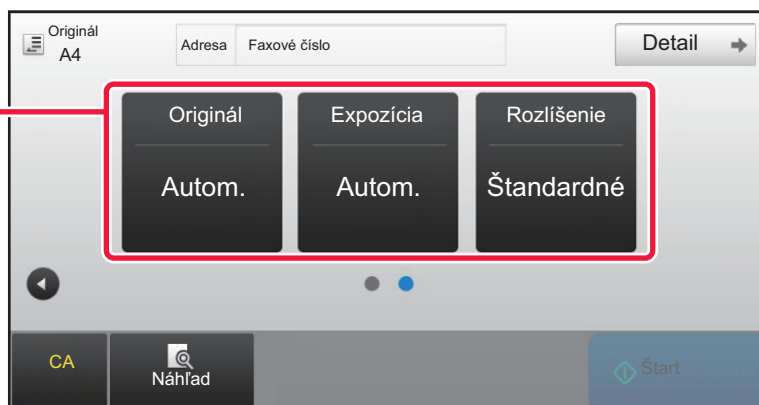 Originál
A4
Adresa Faxové číslo
Detail
Originál
Autom.
Expozícia
Autom.
Rozlíšenie
Štandardné
CA
Náhľad
Štart